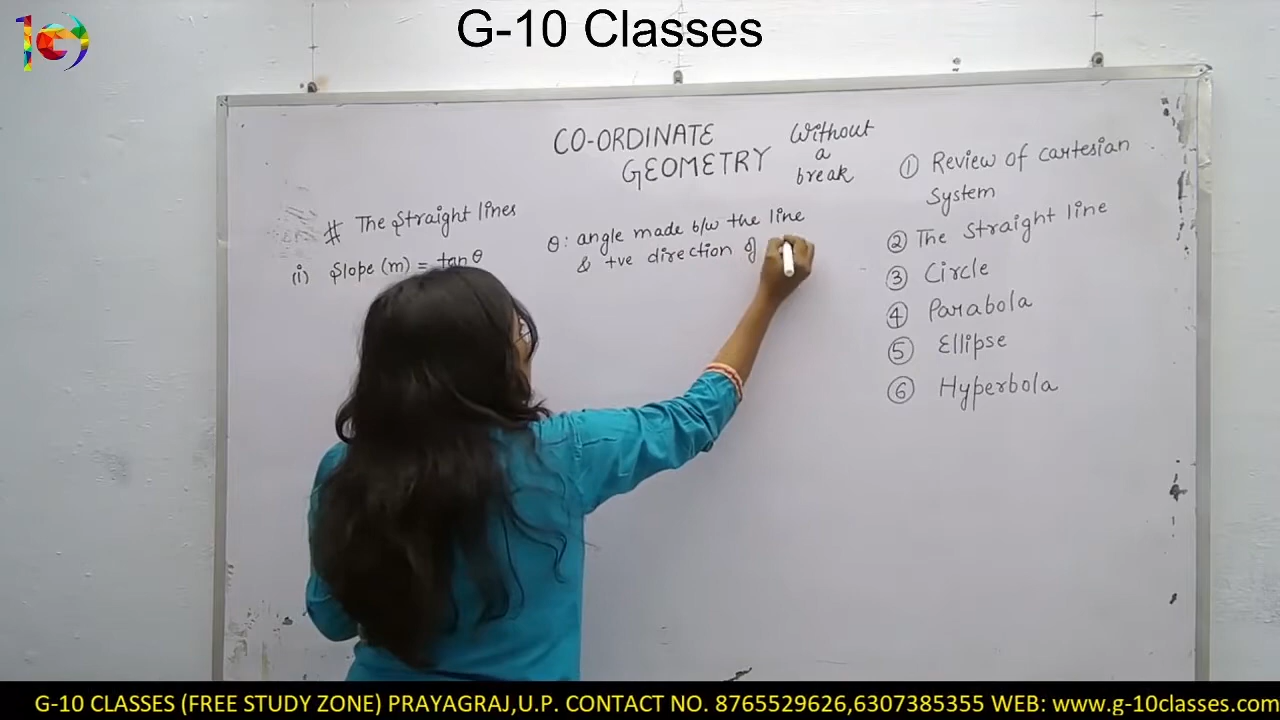 G-10 Classes
CO-ORDINATE
GEOMETRY
Without
a
break
# The Straight lines
(i) Slope (m) = tan θ
θ: angle made b/w the line
& +ve direction of
① Review of cartesian
System
② The Straight line
③ Circle
④ Parabola
⑤ Ellipse
⑥ Hyperbola
G-10 CLASSES (FREE STUDY ZONE) PRAYAGRAJ,U.P. CONTACT NO. 8765529626,6307385355 WEB: www.g-10classes.com